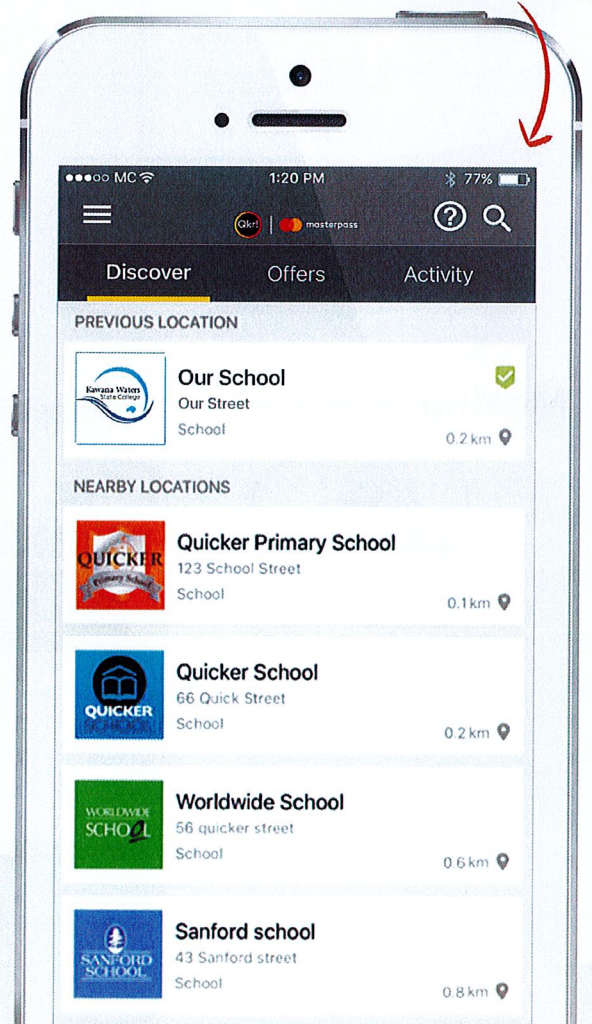 MC
1:20 PM
77%
Qkr!
masterpass
Discover
Offers
Activity
PREVIOUS LOCATION
Kawana Waters
State College
Our School
Our Street
School
0.2 km
NEARBY LOCATIONS
QUICKER
Primary School
Quicker Primary School
123 School Street
School
0.1 km
QUICKER
SCHOOL
Quicker School
66 Quick Street
School
0.2 km
WORLDWIDE
SCHOOL
Worldwide School
56 quicker street
School
0.6 km
SANFORD
SCHOOL
Sanford school
43 Sanford street
School
0.8 km